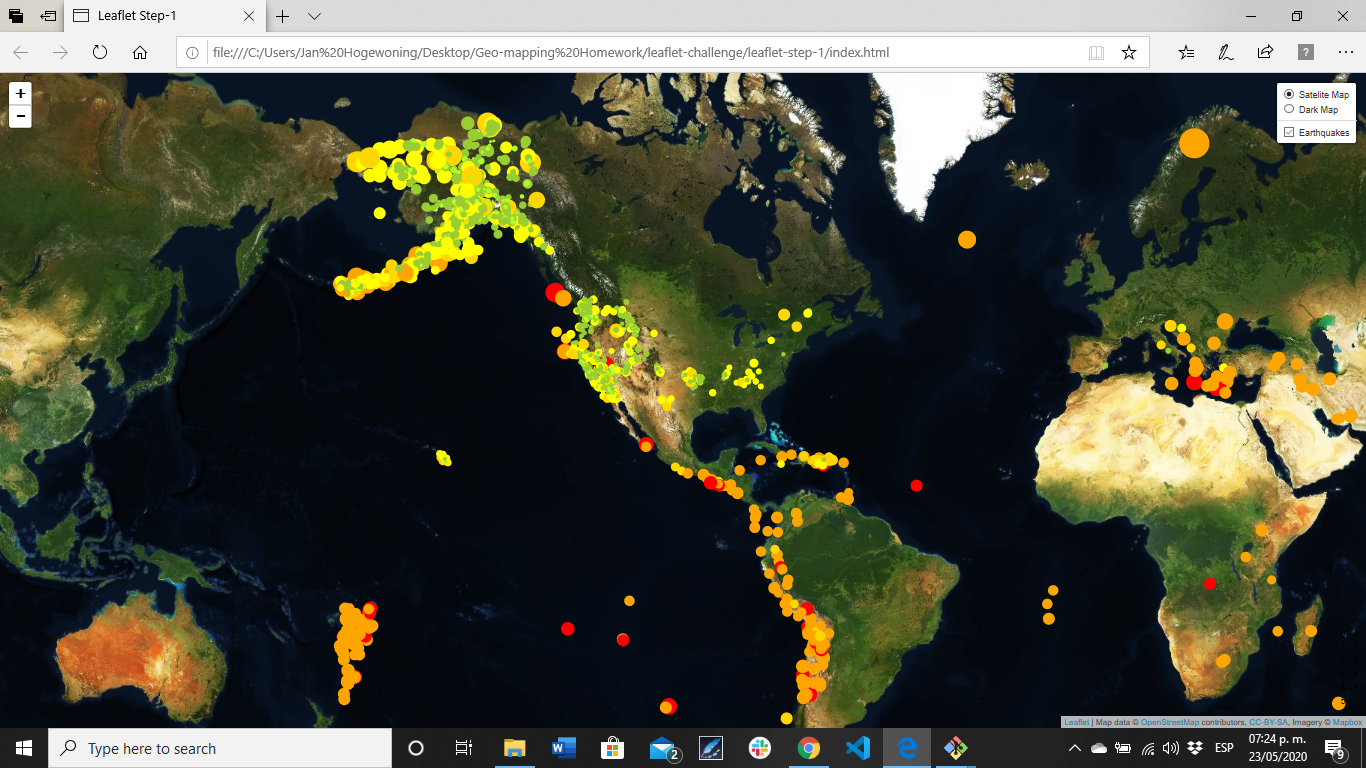 Leaflet Step-1
file:///C:/Users/Jan%20Hogewoning/Desktop/Geo-mapping%20Homework/leaflet-challenge/leaflet-step-1/index.html
+
-
Satelite Map
Dark Map
Earthquakes
Leaflet | Map data © OpenStreetMap contributors, CC-BY-SA, Imagery © Mapbox
Type here to search
2
ESP
07:24 p. m.
23/05/2020
9